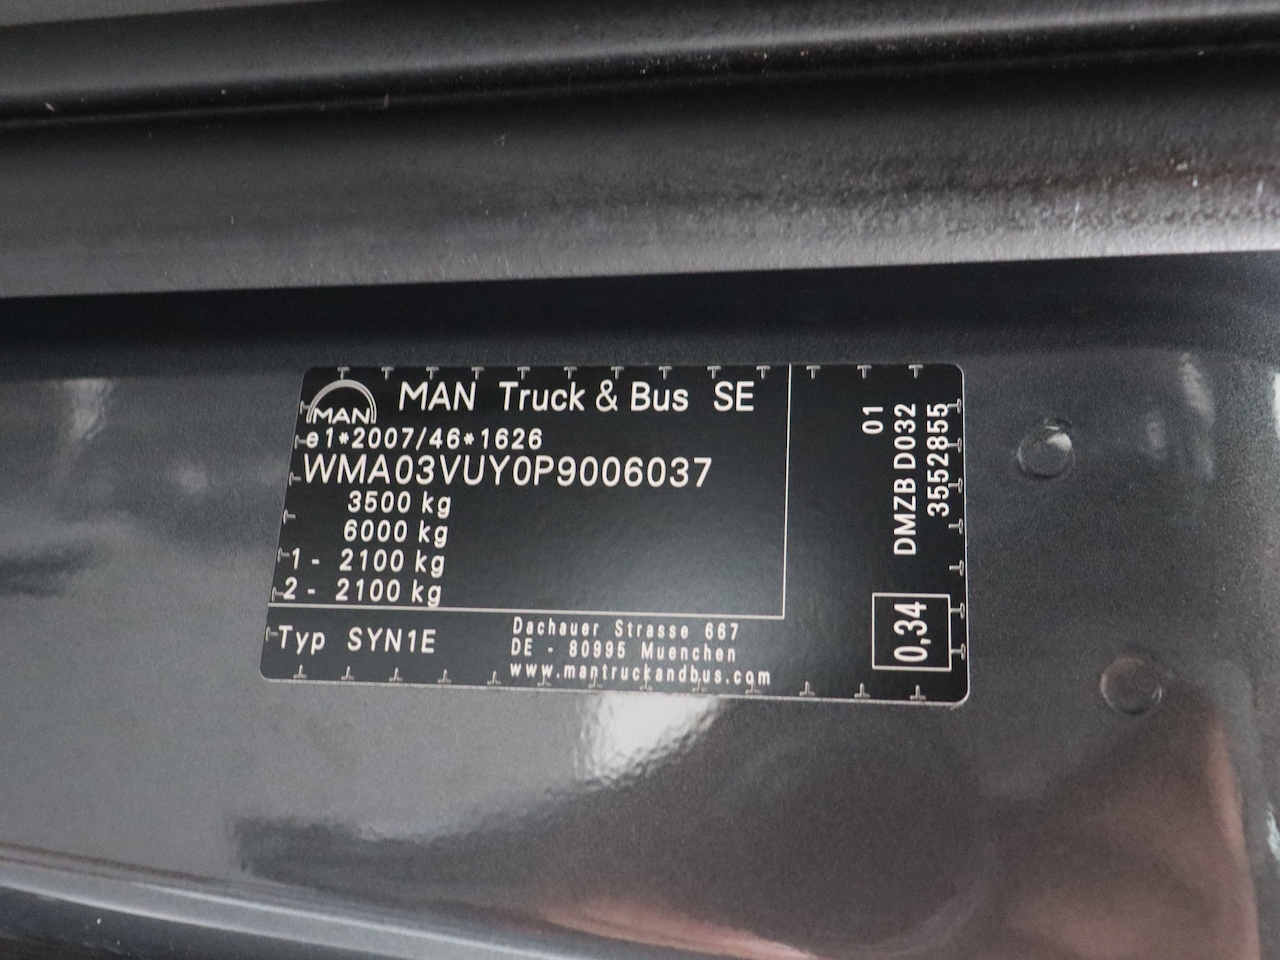 MAN
MAN Truck & Bus SE
e1*2007/46*1626
WMA03VUY0P9006037
3500 kg
6000 kg
1 - 2100 kg
2 - 2100 kg
Typ SYN1E
Dachauer Strasse 667
DE - 80995 Muenchen
www.mantruckandbus.com
01
DMZB D032
3552855
0,34